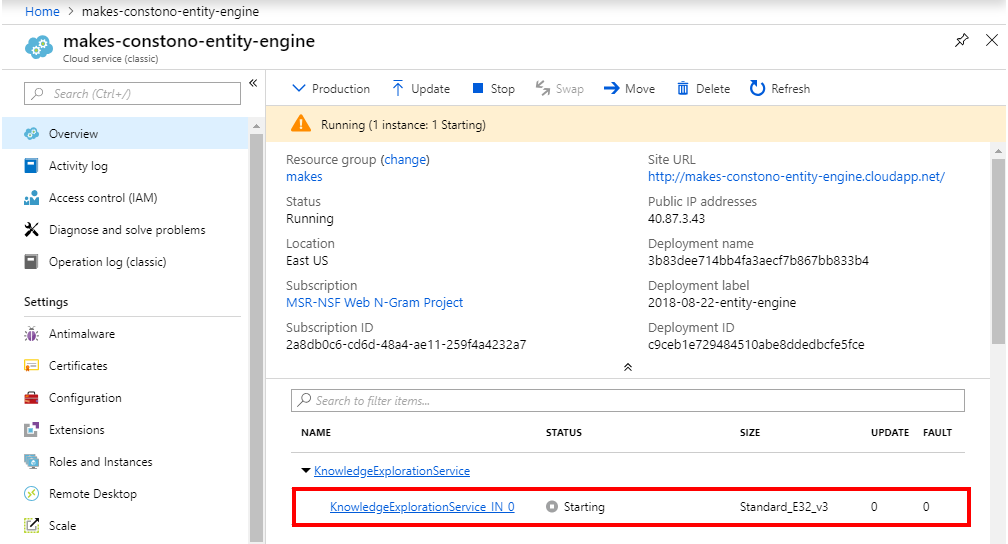 Home > makes-constono-entity-engine
makes-constono-entity-engine
Cloud service (classic)
Search (Ctrl+/)
Overview
Activity log
Access control (IAM)
Diagnose and solve problems
Operation log (classic)
Settings
Antimalware
Certificates
Configuration
Extensions
Roles and Instances
Remote Desktop
Scale
Production Update Stop Swap Move Delete Refresh
Running (1 instance: 1 Starting)
Resource group (change)
makes
Status
Running
Location
East US
Subscription
MSR-NSF Web N-Gram Project
Subscription ID
2a8db0c6-cd6d-48a4-ae11-259f4a4232a7
Site URL
http://makes-constono-entity-engine.cloudapp.net/
Public IP addresses
40.87.3.43
Deployment name
3b83dee714bb4fa3aecf7b867bb833b4
Deployment label
2018-08-22-entity-engine
Deployment ID
c9ceb1e729484510abe8ddedbcfe5fce
Search to filter items...
NAME STATUS SIZE UPDATE FAULT
KnowledgeExplorationService
KnowledgeExplorationService_IN_0 Starting Standard_E32_v3 0 0